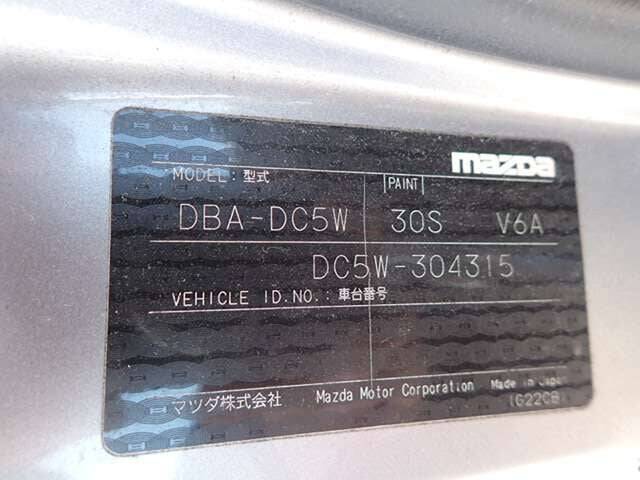 mazda
MODEL: 型式 PAINT
DBA-DC5W 30S V6A
DC5W-304315
VEHICLE ID.NO.: 車台番号
マツダ株式会社 Mazda Motor Corporation Made in Japan